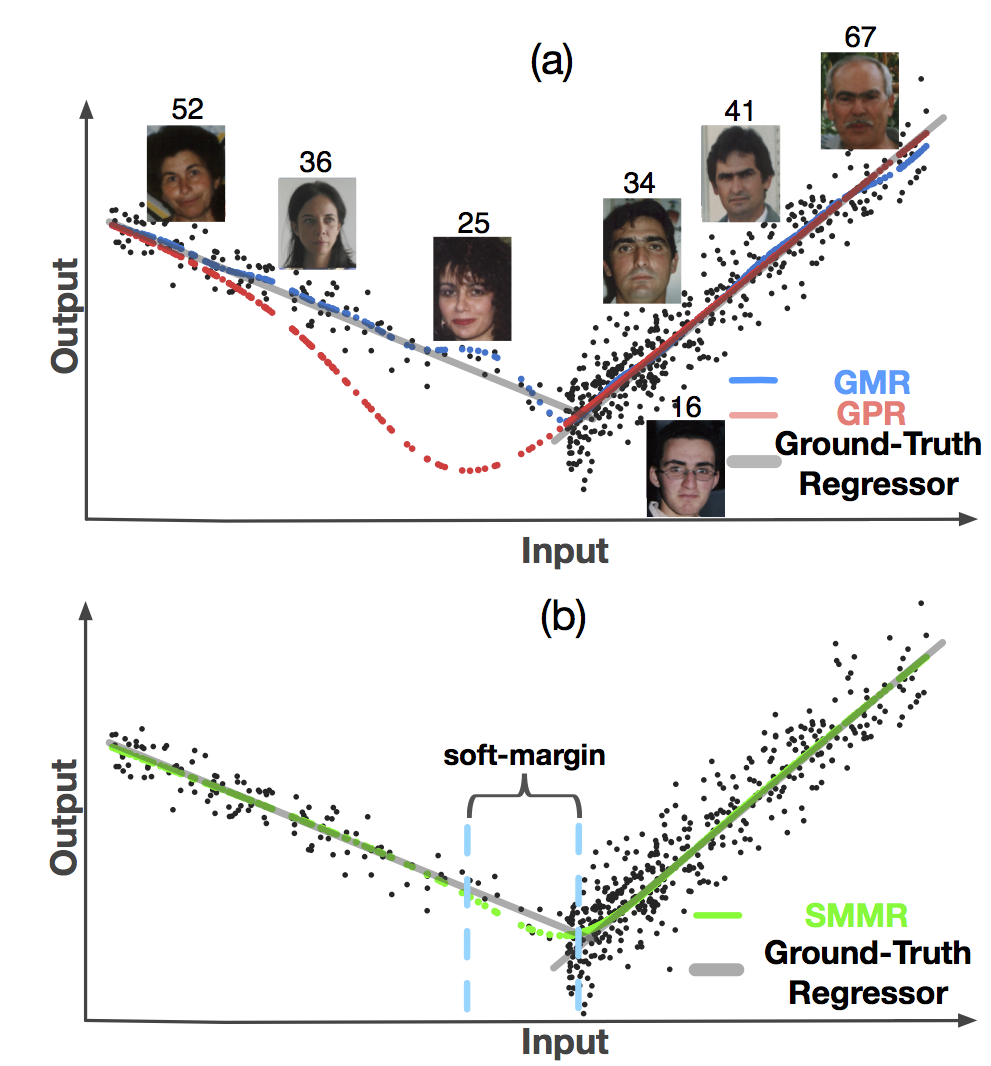 (a)
67
52
41
36
34
25
Output
GMR
GPR
16
Ground-Truth
Regressor
Input
(b)
soft-margin
Output
SMMR
Ground-Truth
Regressor
Input